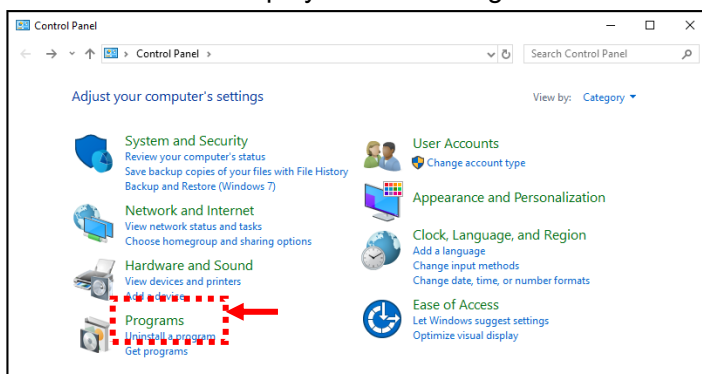 Control Panel
Control Panel
Search Control Panel
Adjust your computer's settings
View by: Category
System and Security
Review your computer's status
Save backup copies of your files with File History
Backup and Restore (Windows 7)
Network and Internet
View network status and tasks
Choose homegroup and sharing options
Hardware and Sound
View devices and printers
Add a device
Programs
Uninstall a program
Get programs
User Accounts
Change account type
Appearance and Personalization
Clock, Language, and Region
Add a language
Change input methods
Change date, time, or number formats
Ease of Access
Let Windows suggest settings
Optimize visual display